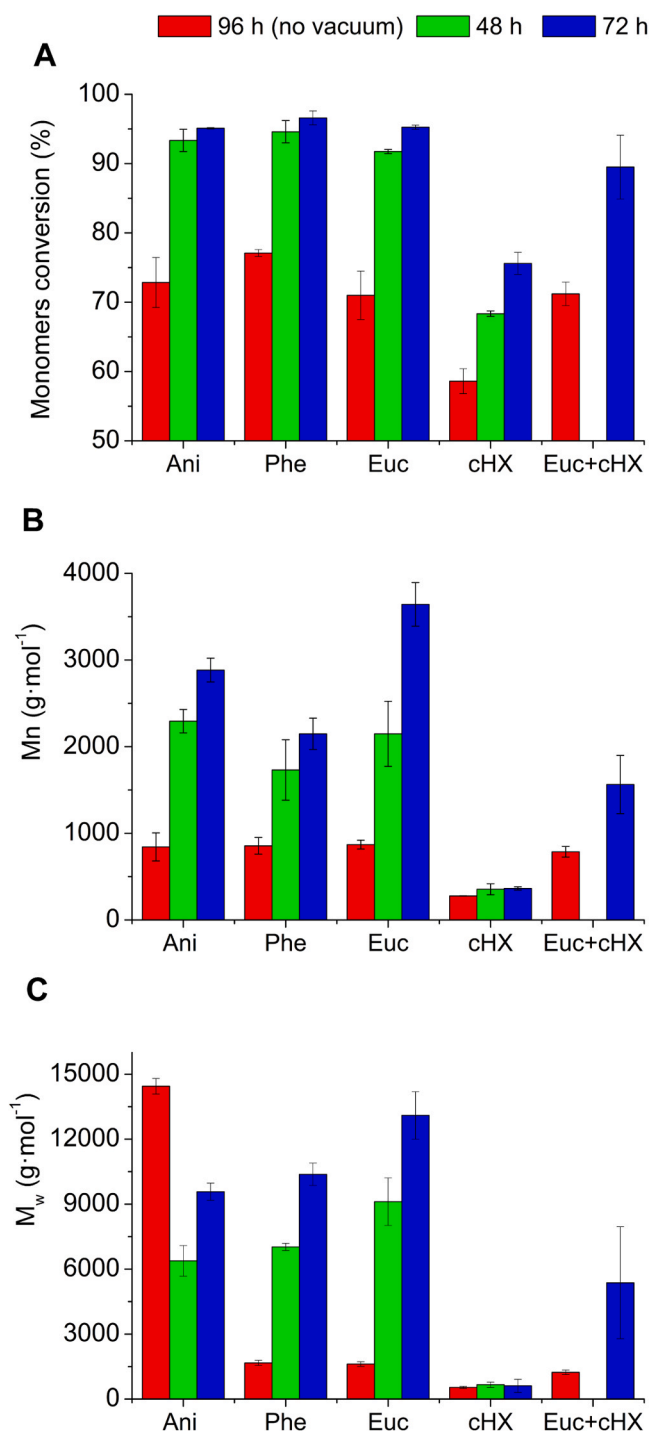 96 h (no vacuum) 48 h 72 h
A
Monomers conversion (%)
100
90
80
70
60
50
Ani Phe Euc cHX Euc+cHX
B
Mn (g·mol⁻¹)
4000
3000
2000
1000
0
Ani Phe Euc cHX Euc+cHX
C
M_w (g·mol⁻¹)
15000
12000
9000
6000
3000
0
Ani Phe Euc cHX Euc+cHX